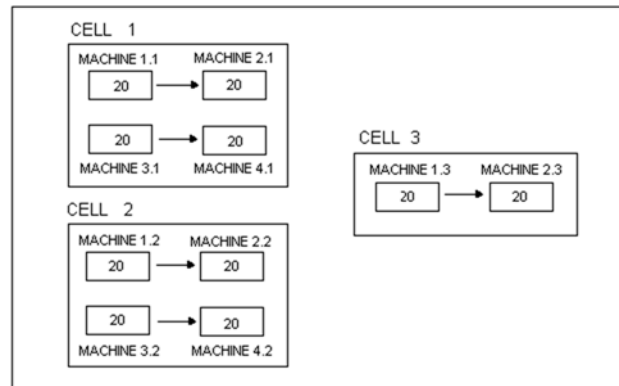 CELL 1
MACHINE 1.1 MACHINE 2.1
20 20
20 20
MACHINE 3.1 MACHINE 4.1
CELL 2
MACHINE 1.2 MACHINE 2.2
20 20
20 20
MACHINE 3.2 MACHINE 4.2
CELL 3
MACHINE 1.3 MACHINE 2.3
20 20